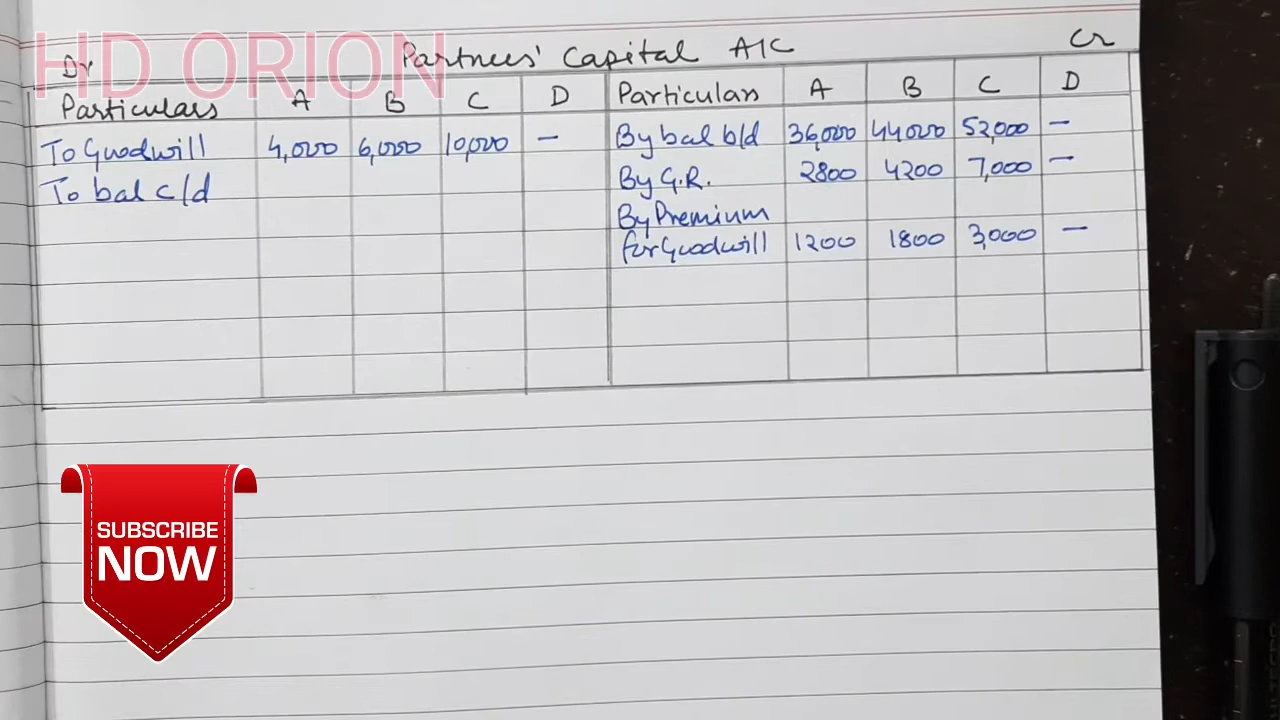 HD ORION
Dr Partners' Capital A/C Cr
Particulars A B C D Particulars A B C D
To Goodwill 4,000 6,000 10,000 — By bal b/d 36,000 44000 52,000 —
To bal c/d By G.R. 2800 4200 7,000 —
By Premium
for Goodwill 1200 1800 3,000 —
SUBSCRIBE
NOW